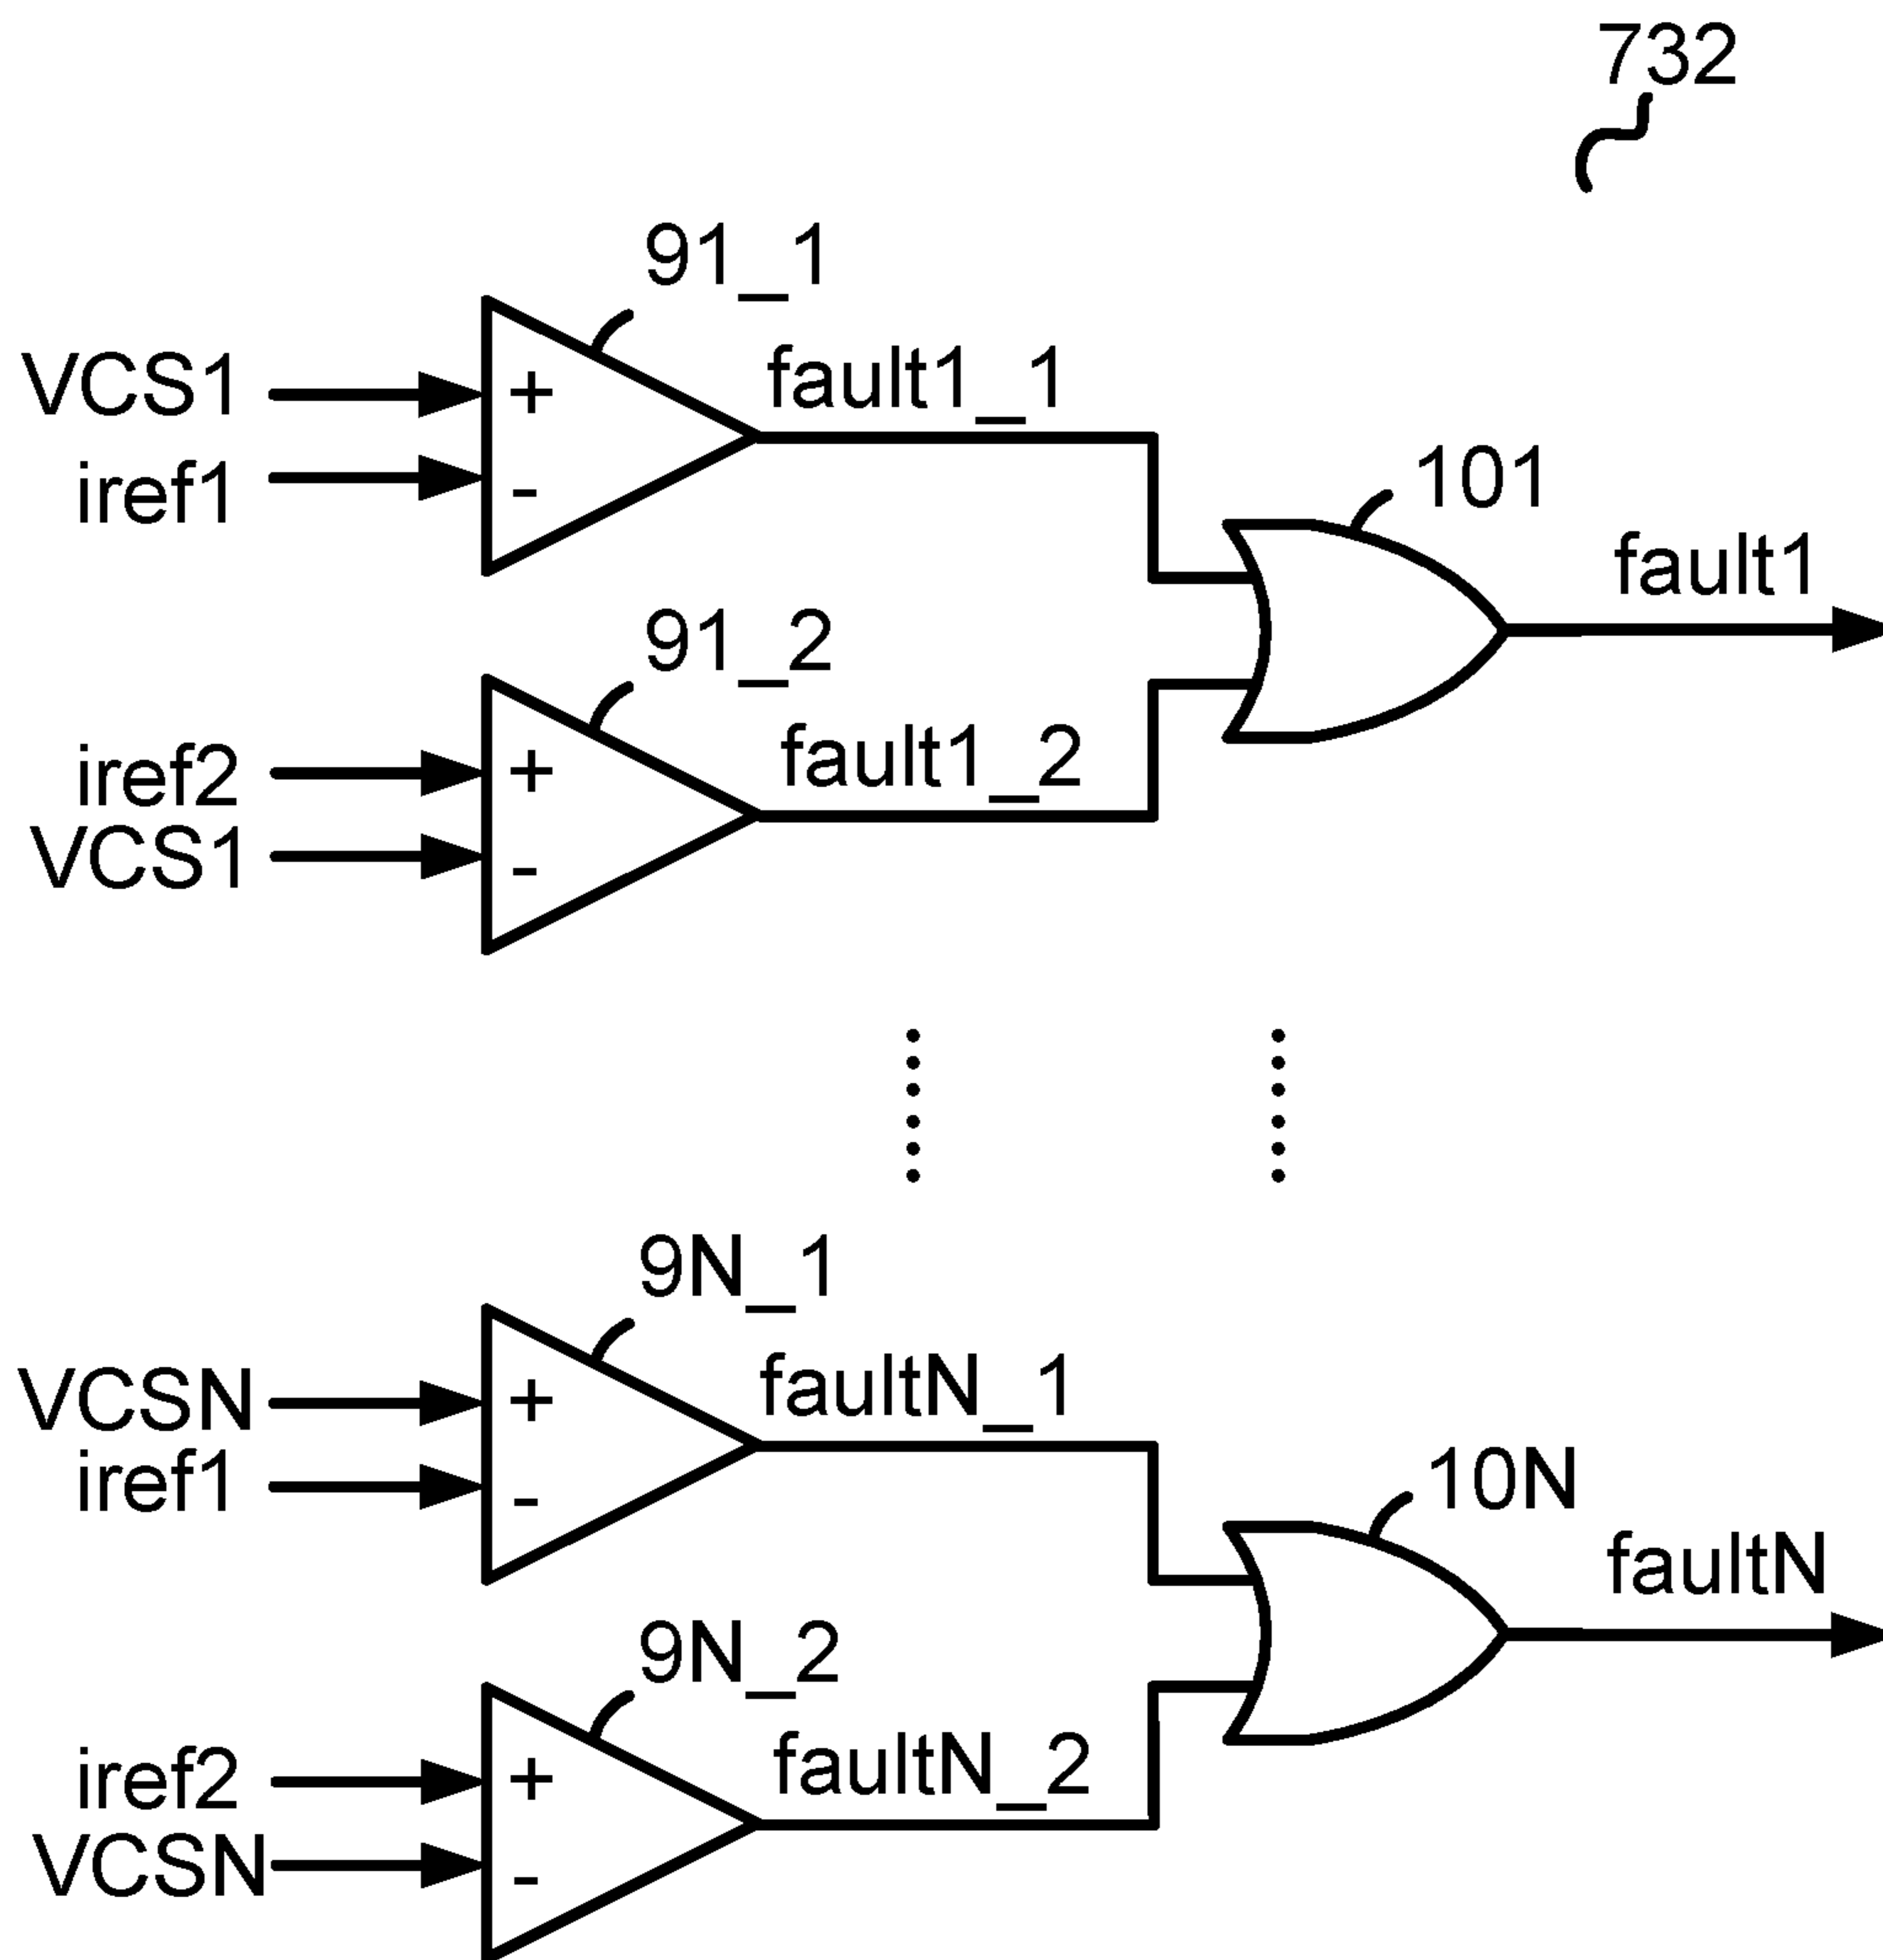 732
91_1
VCS1
+
fault1_1
iref1
-
101
fault1
91_2
iref2
+
fault1_2
VCS1
-
9N_1
VCSN
+
faultN_1
iref1
-
10N
faultN
9N_2
iref2
+
faultN_2
VCSN
-